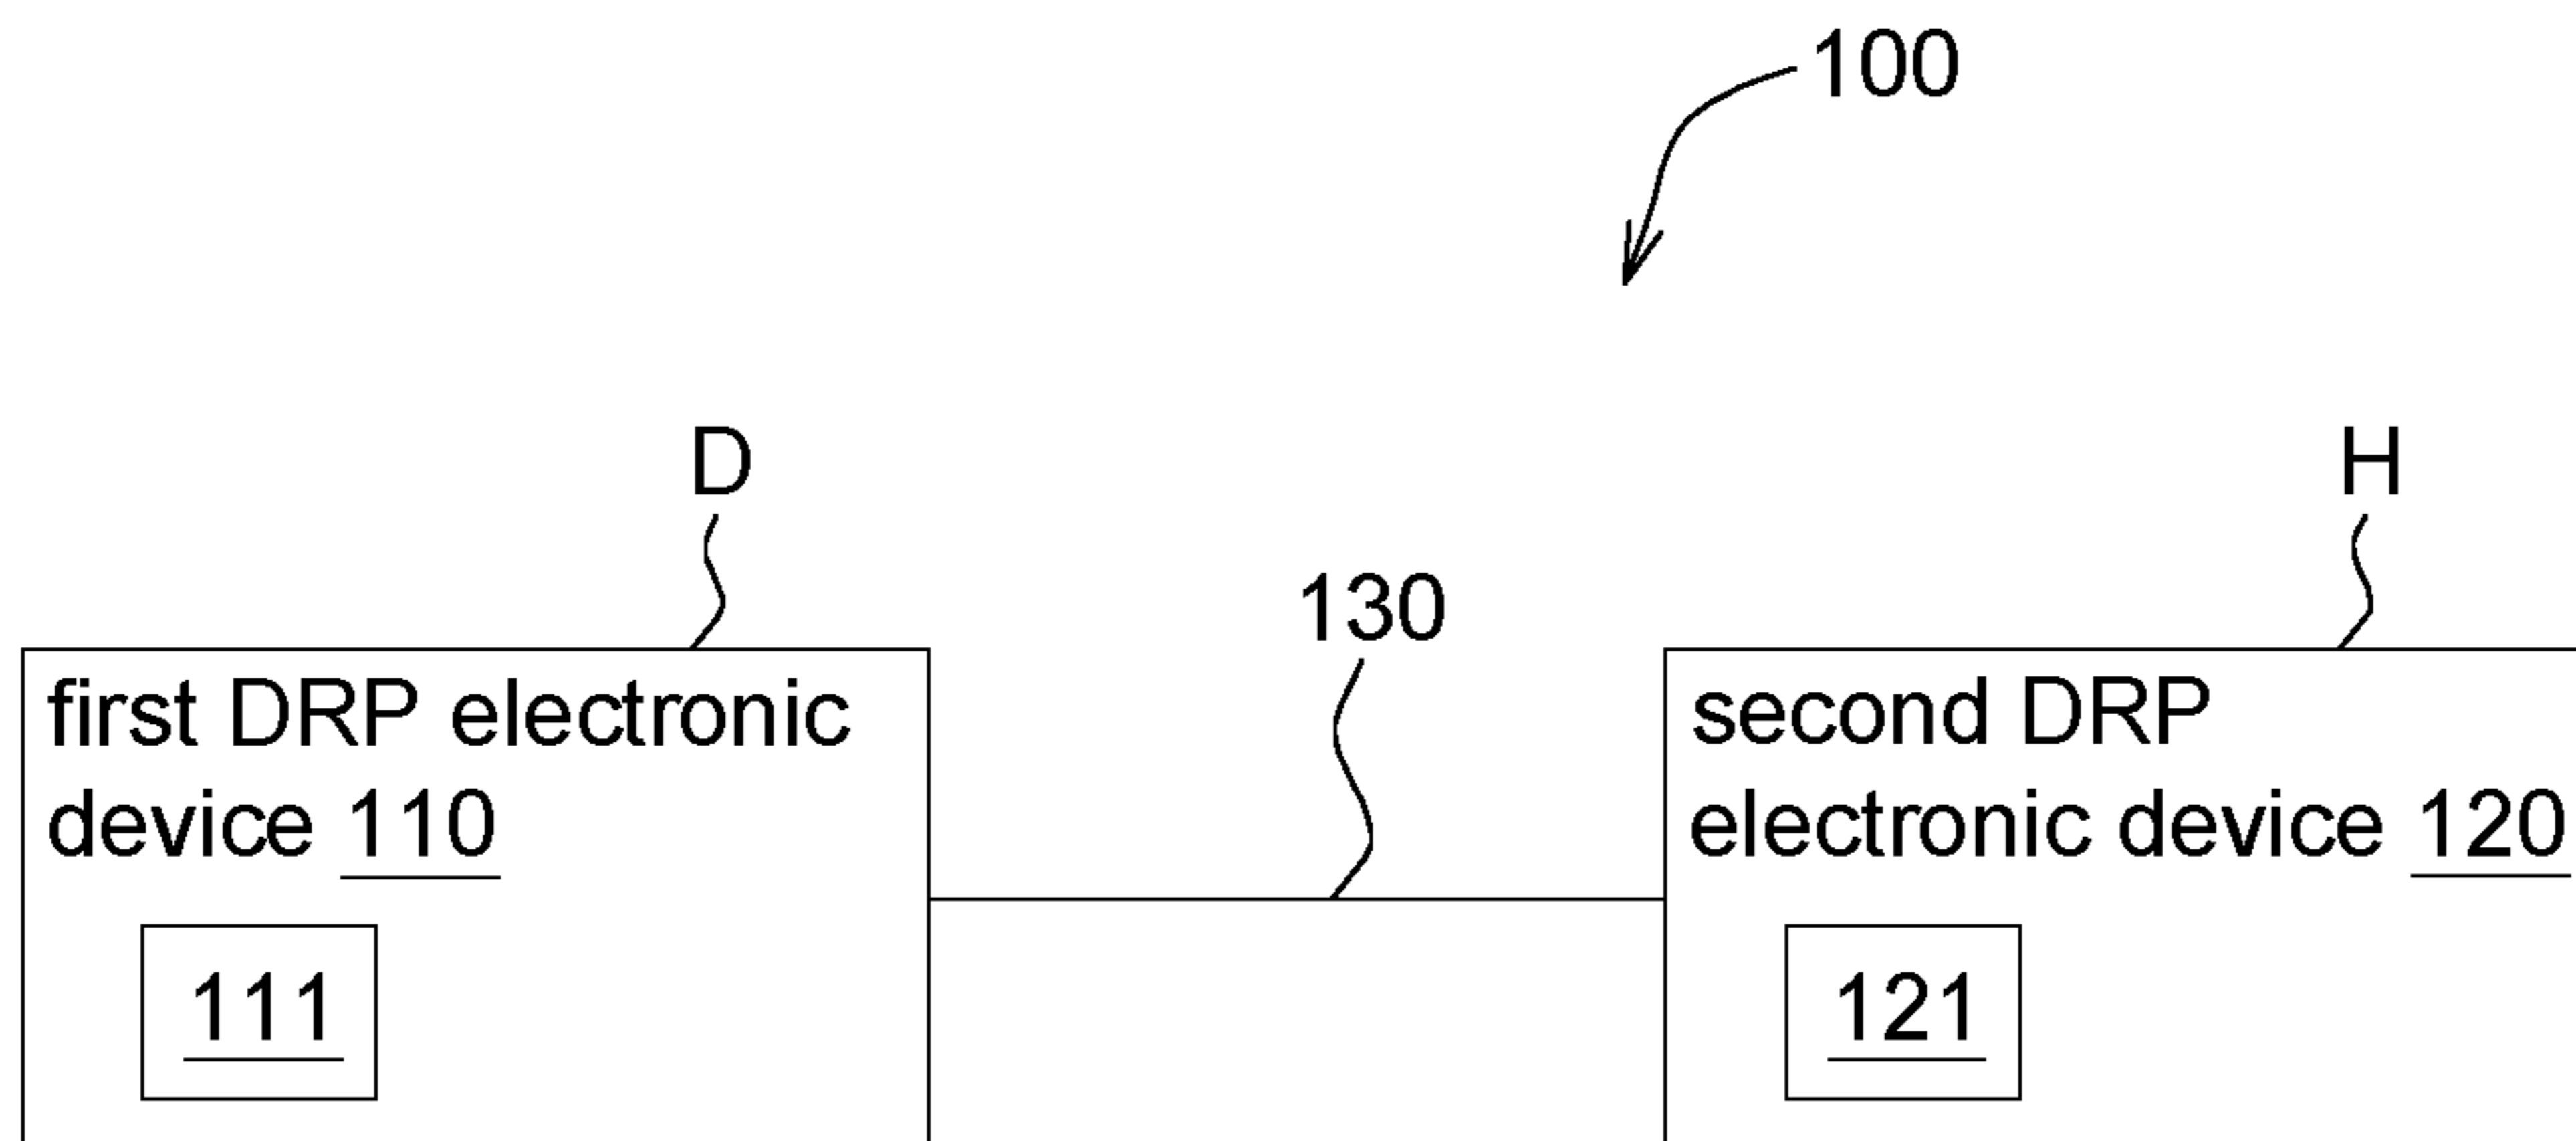 100
D
H
130
first DRP electronic
device 110
second DRP
electronic device 120
111
121